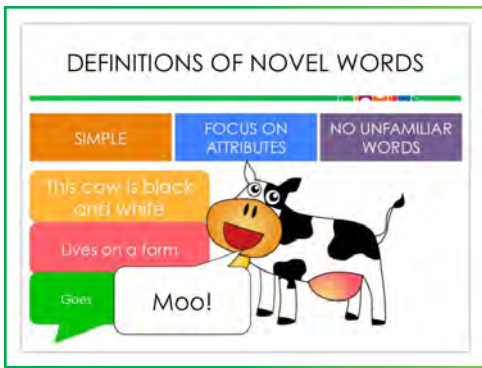 DEFINITIONS OF NOVEL WORDS
SIMPLE
FOCUS ON
ATTRIBUTES
NO UNFAMILIAR
WORDS
This cow is black
and white
Lives on a farm
Goes
Moo!